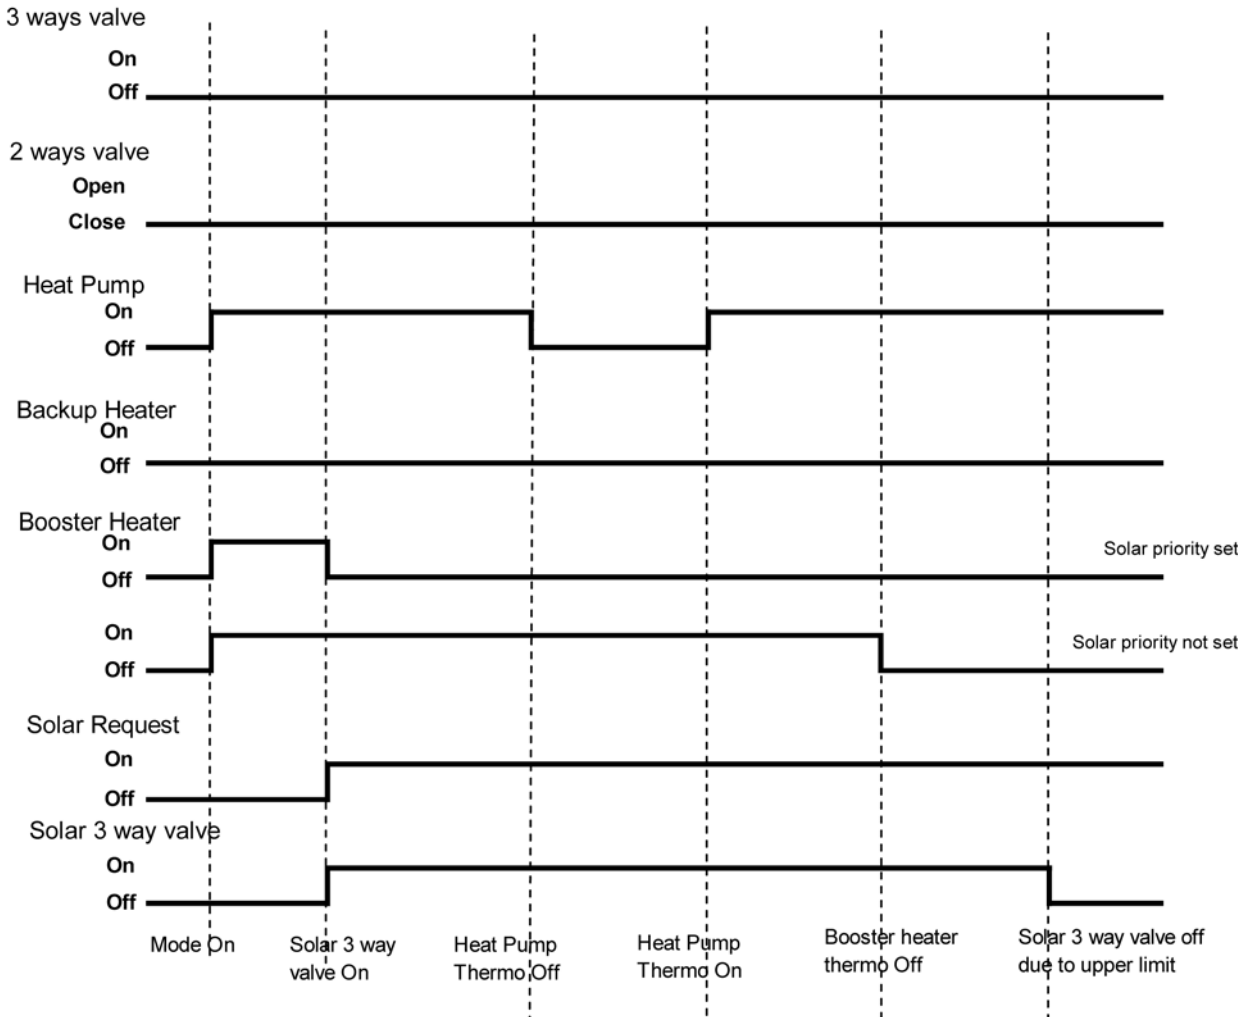 3 ways valve
On
Off
2 ways valve
Open
Close
Heat Pump
On
Off
Backup Heater
On
Off
Booster Heater
On
Solar priority set
Off
On
Solar priority not set
Off
Solar Request
On
Off
Solar 3 way valve
On
Off
Mode On
Solar 3 way
valve On
Heat Pump
Thermo Off
Heat Pump
Thermo On
Booster heater
thermo Off
Solar 3 way valve off
due to upper limit